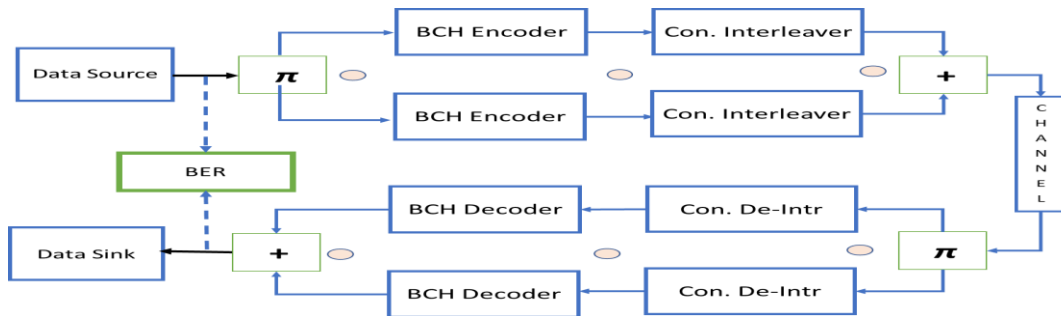 BCH Encoder
Con. Interleaver
Data Source
π
+
BCH Encoder
Con. Interleaver
CHANNEL
BER
BCH Decoder
Con. De-Intr
Data Sink
+
π
BCH Decoder
Con. De-Intr